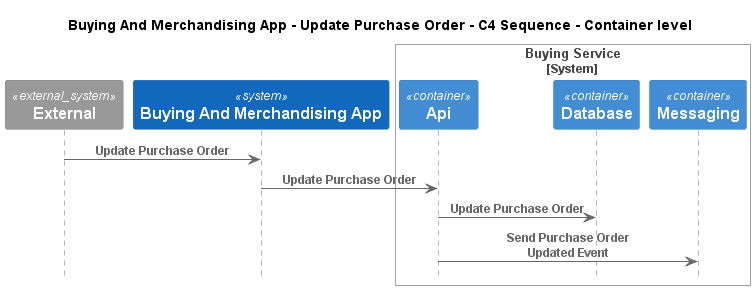 Buying And Merchandising App - Update Purchase Order - C4 Sequence - Container level
Buying Service
[System]
«external_system»
External
«system»
Buying And Merchandising App
«container»
Api
«container»
Database
«container»
Messaging
Update Purchase Order
Update Purchase Order
Update Purchase Order
Send Purchase Order
Updated Event